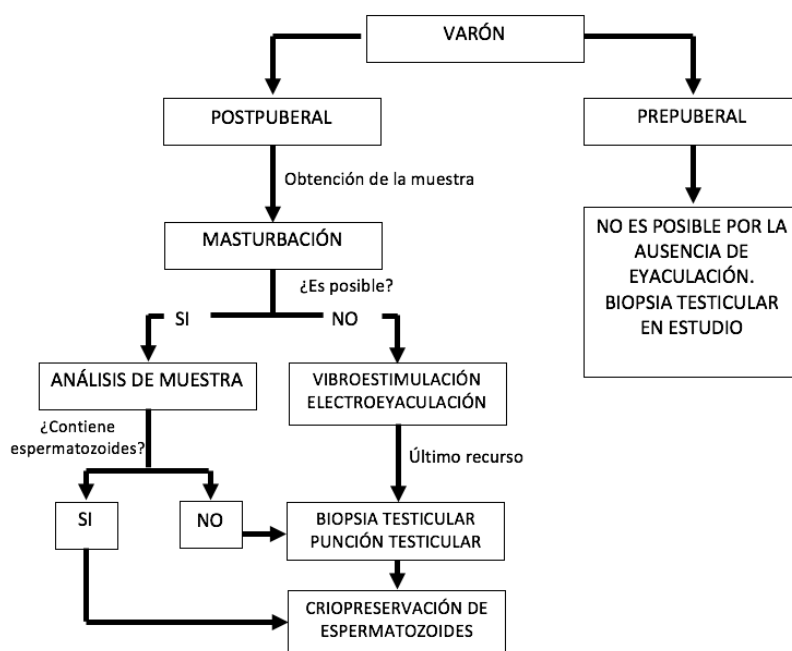 VARÓN
POSTPUBERAL
PREPUBERAL
Obtención de la muestra
MASTURBACIÓN
NO ES POSIBLE POR LA
AUSENCIA DE
EYACULACIÓN.
BIOPSIA TESTICULAR
EN ESTUDIO
¿Es posible?
SI
NO
ANÁLISIS DE MUESTRA
VIBROESTIMULACIÓN
ELECTROEYACULACIÓN
¿Contiene
espermatozoides?
Último recurso
SI
NO
BIOPSIA TESTICULAR
PUNCIÓN TESTICULAR
CRIOPRESERVACIÓN DE
ESPERMATOZOIDES